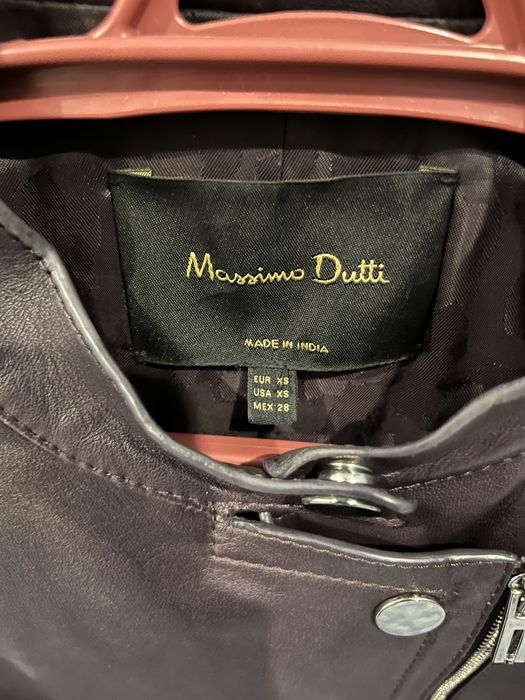 Massimo Dutti
MADE IN INDIA
EUR XS
USA XS
MEX 28